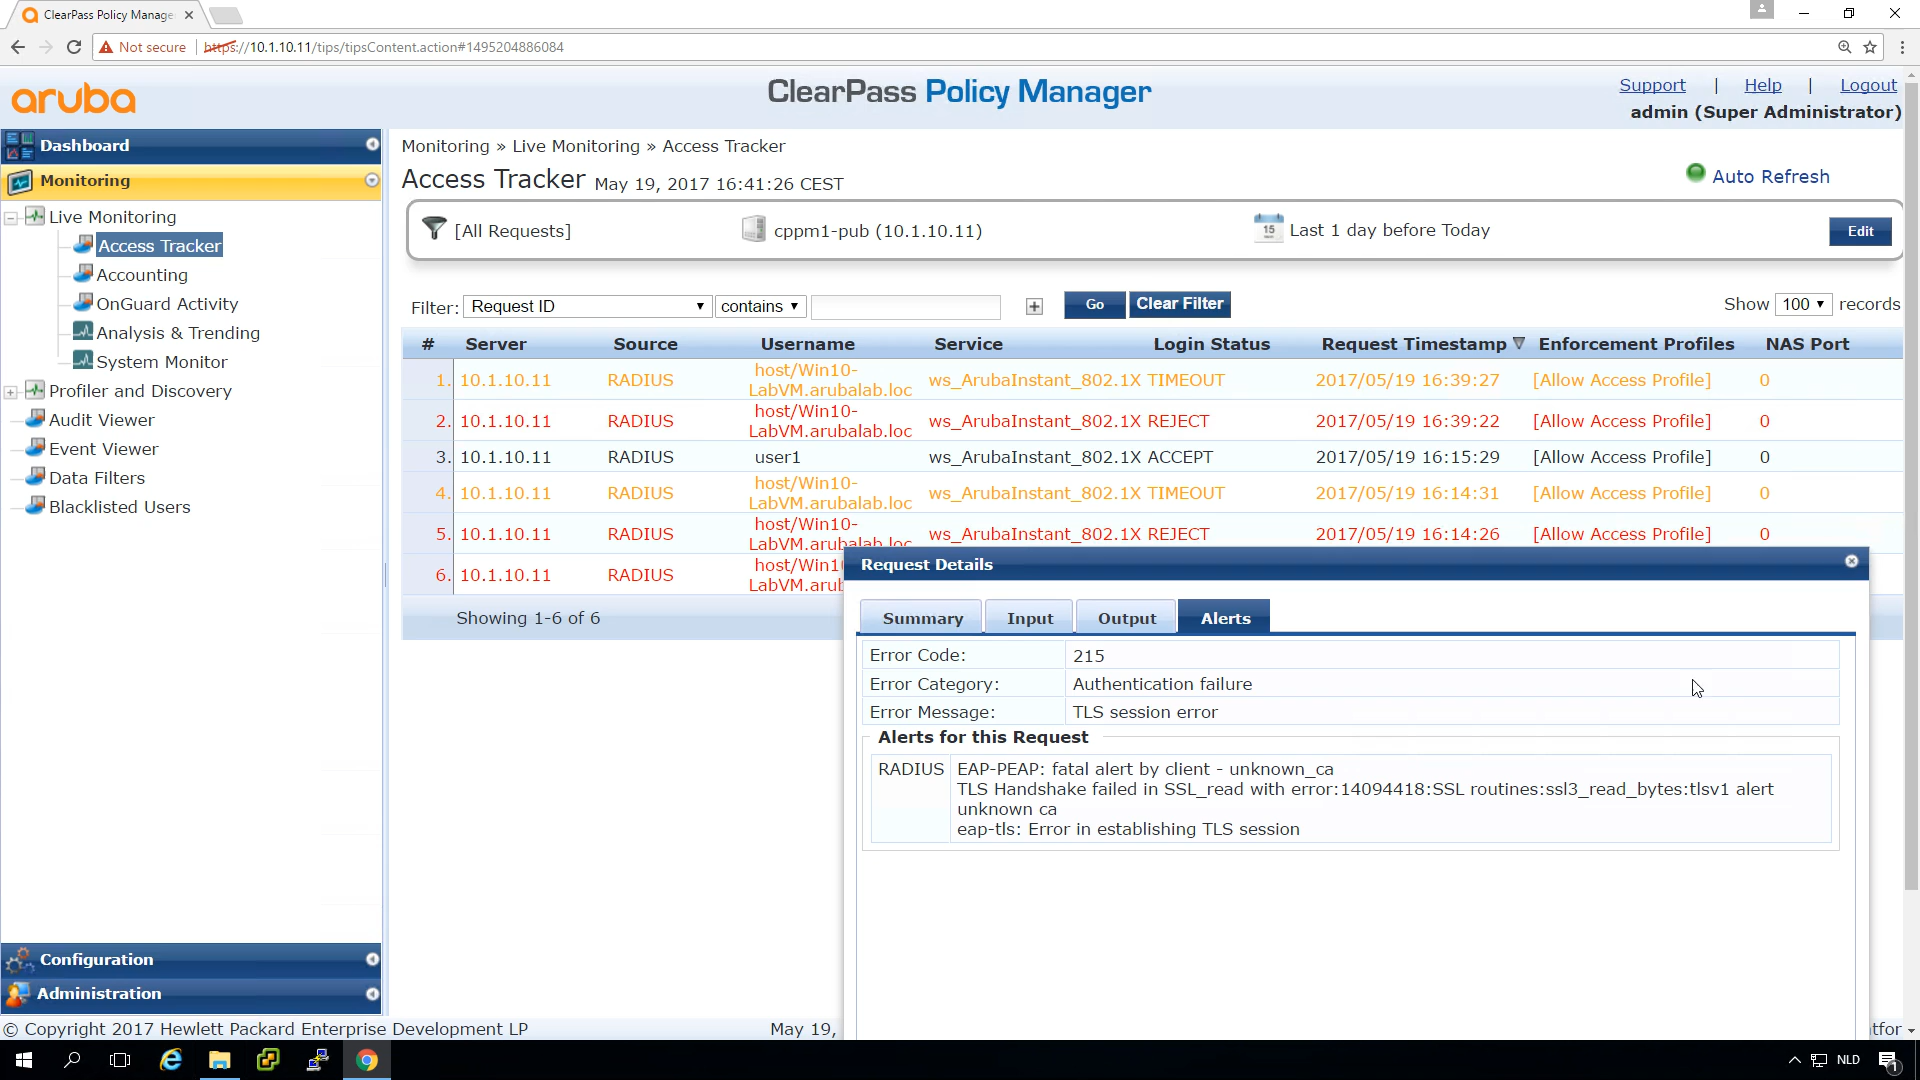 ClearPass Policy Manage
Not secure | https://10.1.10.11/tips/tipsContent.action#1495204886084
aruba
ClearPass Policy Manager
Support | Help | Logout
admin (Super Administrator)
Dashboard
Monitoring
Live Monitoring
Access Tracker
Accounting
OnGuard Activity
Analysis & Trending
System Monitor
Profiler and Discovery
Audit Viewer
Event Viewer
Data Filters
Blacklisted Users
Configuration
Administration
Monitoring » Live Monitoring » Access Tracker
Access Tracker May 19, 2017 16:41:26 CEST
Auto Refresh
[All Requests] cppm1-pub (10.1.10.11) 15 Last 1 day before Today Edit
Filter: Request ID contains + Go Clear Filter Show 100 records
# Server Source Username Service Login Status Request Timestamp Enforcement Profiles NAS Port
1. 10.1.10.11 RADIUS host/Win10-LabVM.arubalab.loc ws_ArubaInstant_802.1X TIMEOUT 2017/05/19 16:39:27 [Allow Access Profile] 0
2. 10.1.10.11 RADIUS host/Win10-LabVM.arubalab.loc ws_ArubaInstant_802.1X REJECT 2017/05/19 16:39:22 [Allow Access Profile] 0
3. 10.1.10.11 RADIUS user1 ws_ArubaInstant_802.1X ACCEPT 2017/05/19 16:15:29 [Allow Access Profile] 0
4. 10.1.10.11 RADIUS host/Win10-LabVM.arubalab.loc ws_ArubaInstant_802.1X TIMEOUT 2017/05/19 16:14:31 [Allow Access Profile] 0
5. 10.1.10.11 RADIUS host/Win10-LabVM.arubalab.loc ws_ArubaInstant_802.1X REJECT 2017/05/19 16:14:26 [Allow Access Profile] 0
6. 10.1.10.11 RADIUS host/Win1 LabVM.arub
Showing 1-6 of 6
Request Details
Summary Input Output Alerts
Error Code: 215
Error Category: Authentication failure
Error Message: TLS session error
Alerts for this Request
RADIUS EAP-PEAP: fatal alert by client - unknown_ca
TLS Handshake failed in SSL_read with error:14094418:SSL routines:ssl3_read_bytes:tlsv1 alert
unknown ca
eap-tls: Error in establishing TLS session
© Copyright 2017 Hewlett Packard Enterprise Development LP May 19, tfor
NLD 1